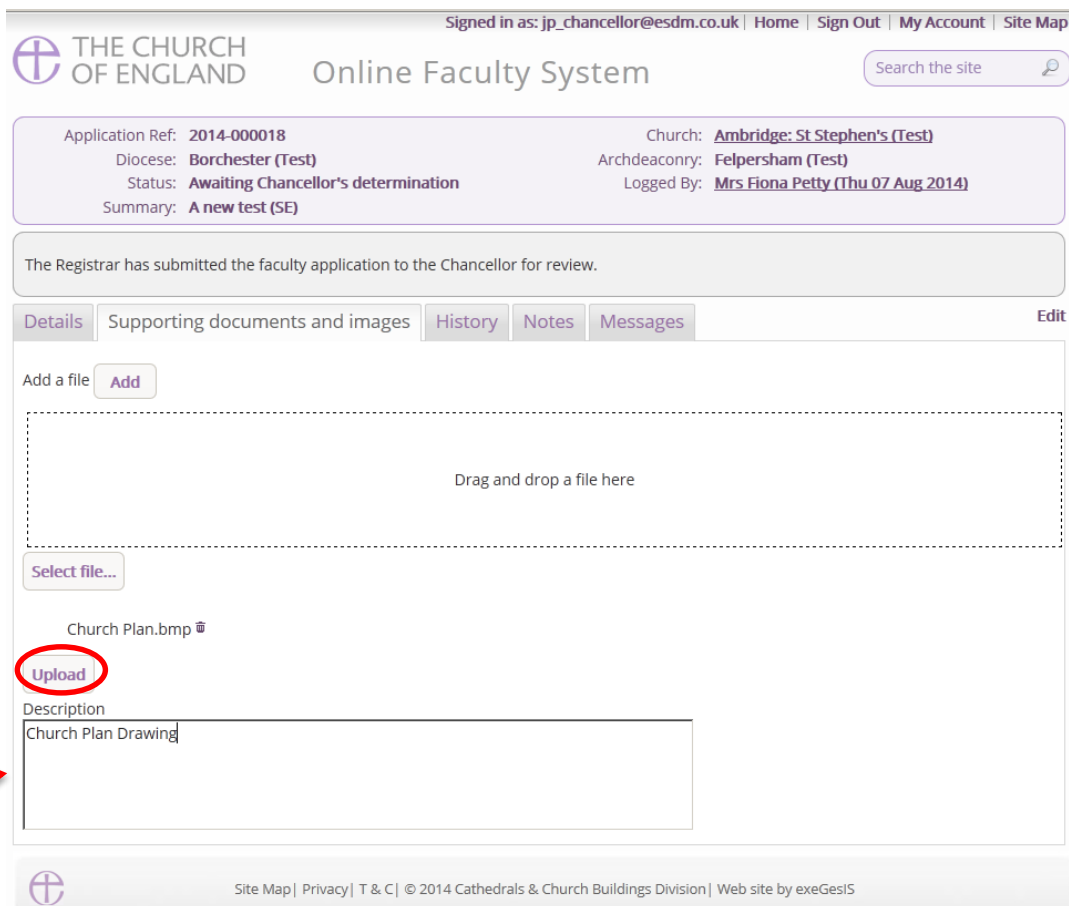 Signed in as: jp_chancellor@esdm.co.uk | Home | Sign Out | My Account | Site Map
THE CHURCH
OF ENGLAND
Online Faculty System
Search the site
Application Ref: 2014-000018
Church: Ambridge: St Stephen's (Test)
Diocese: Borchester (Test)
Archdeaconry: Felpersham (Test)
Status: Awaiting Chancellor's determination
Logged By: Mrs Fiona Petty (Thu 07 Aug 2014)
Summary: A new test (SE)
The Registrar has submitted the faculty application to the Chancellor for review.
Details Supporting documents and images History Notes Messages Edit
Add a file Add
Drag and drop a file here
Select file...
Church Plan.bmp
Upload
Description
Church Plan Drawing
Site Map| Privacy| T & C| © 2014 Cathedrals & Church Buildings Division| Web site by exeGesIS